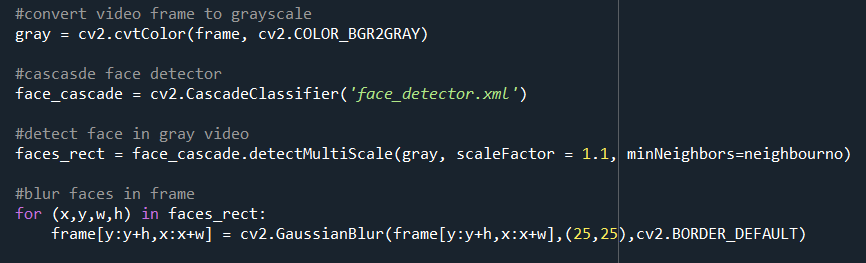 #convert video frame to grayscale
gray = cv2.cvtColor(frame, cv2.COLOR_BGR2GRAY)
#cascasde face detector
face_cascade = cv2.CascadeClassifier('face_detector.xml')
#detect face in gray video
faces_rect = face_cascade.detectMultiScale(gray, scaleFactor = 1.1, minNeighbors=neighbourno)
#blur faces in frame
for (x,y,w,h) in faces_rect:
    frame[y:y+h,x:x+w] = cv2.GaussianBlur(frame[y:y+h,x:x+w],(25,25),cv2.BORDER_DEFAULT)